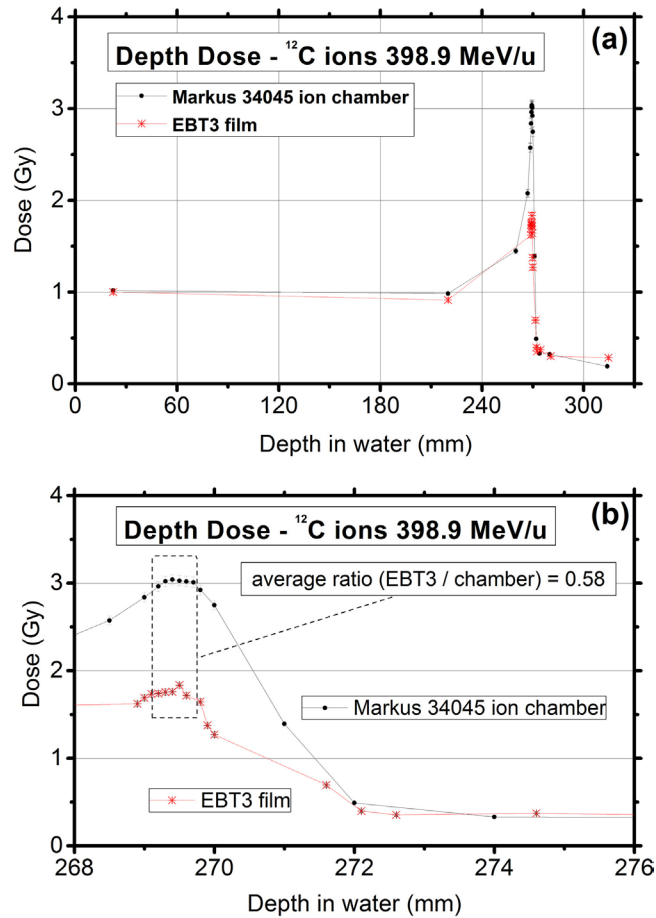 (a)
Depth Dose - ¹²C ions 398.9 MeV/u
Markus 34045 ion chamber
EBT3 film
Dose (Gy)
4
3
2
1
0
0 60 120 180 240 300
Depth in water (mm)
(b)
Depth Dose - ¹²C ions 398.9 MeV/u
average ratio (EBT3 / chamber) = 0.58
Markus 34045 ion chamber
EBT3 film
Dose (Gy)
4
3
2
1
0
268 270 272 274 276
Depth in water (mm)